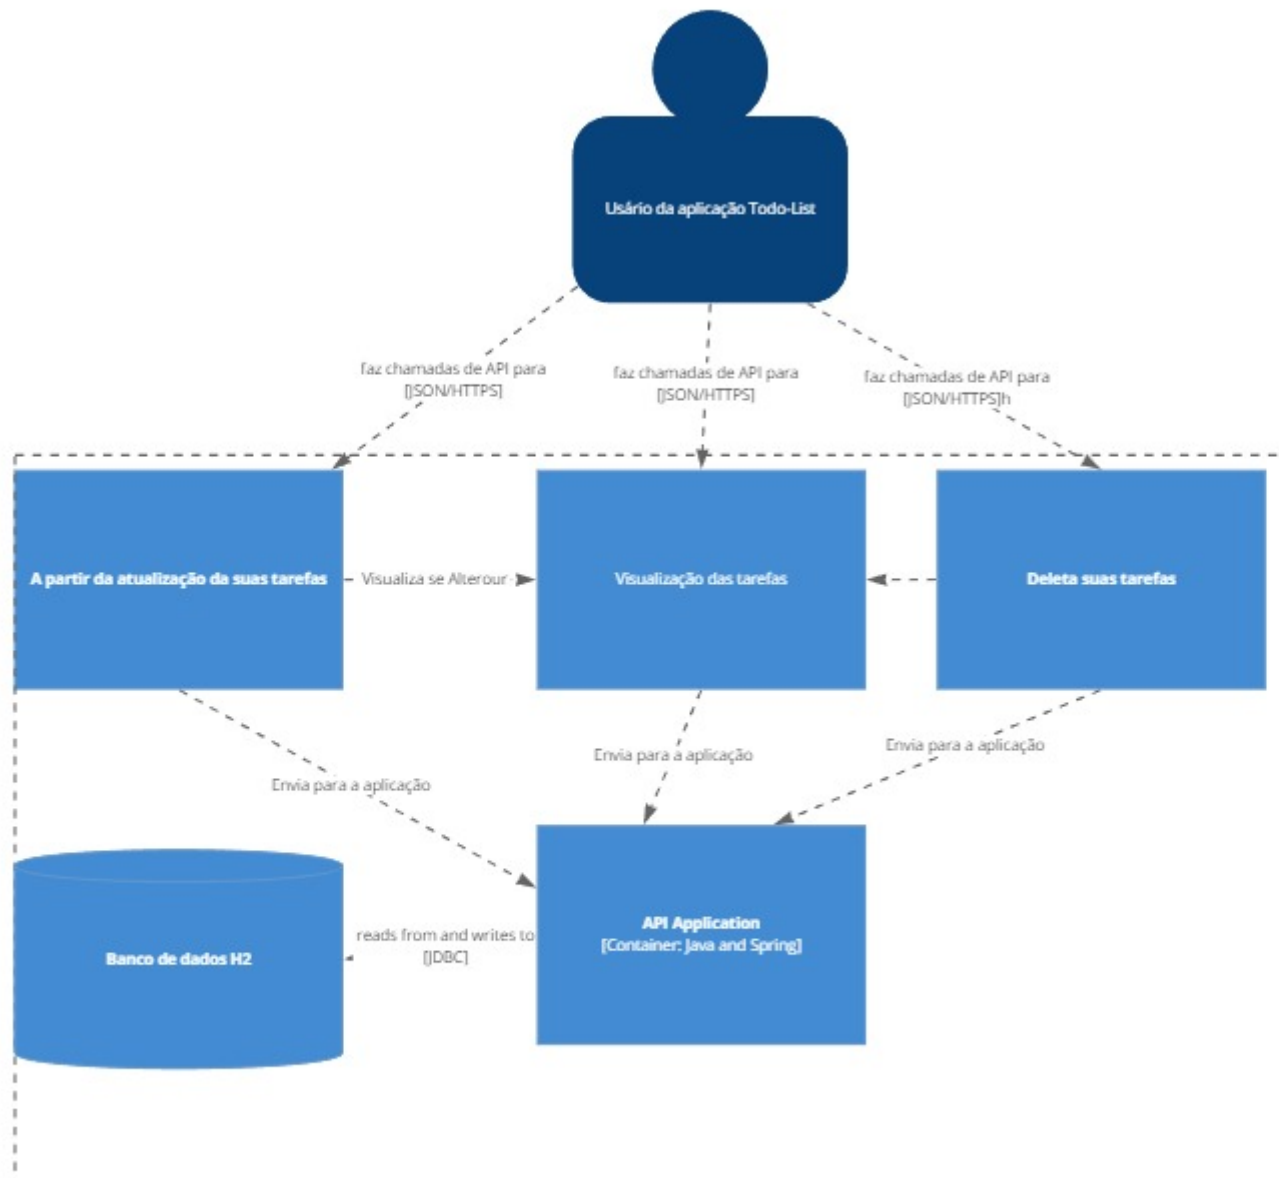 Usário da aplicação Todo-List
faz chamadas de API para
[JSON/HTTPS]
faz chamadas de API para
[JSON/HTTPS]
faz chamadas de API para
[JSON/HTTPS]h
A partir da atualização da suas tarefas
Visualiza se Alterour
Visualização das tarefas
Deleta suas tarefas
Envia para a aplicação
Envia para a aplicação
Envia para a aplicação
Banco de dados H2
reads from and writes to
[JDBC]
API Application
[Container: Java and Spring]